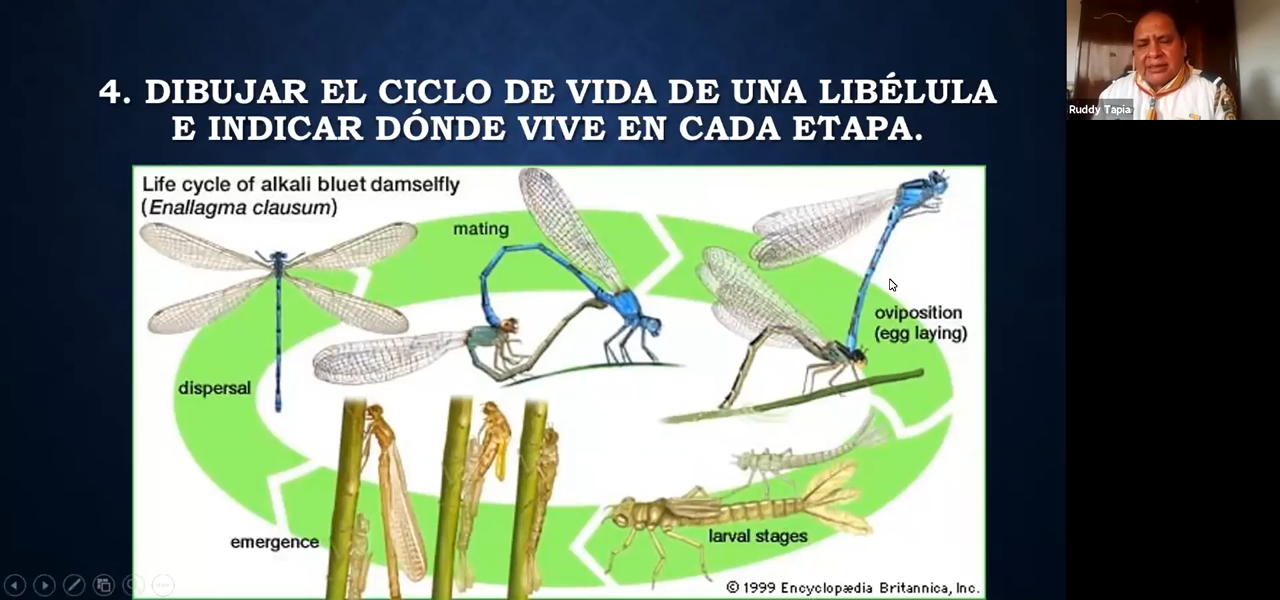 4. DIBUJAR EL CICLO DE VIDA DE UNA LIBÉLULA
E INDICAR DÓNDE VIVE EN CADA ETAPA.
Life cycle of alkali bluet damselfly
(Enallagma clausum)
mating
oviposition
(egg laying)
dispersal
emergence
larval stages
© 1999 Encyclopædia Britannica, Inc.
Ruddy Tapia